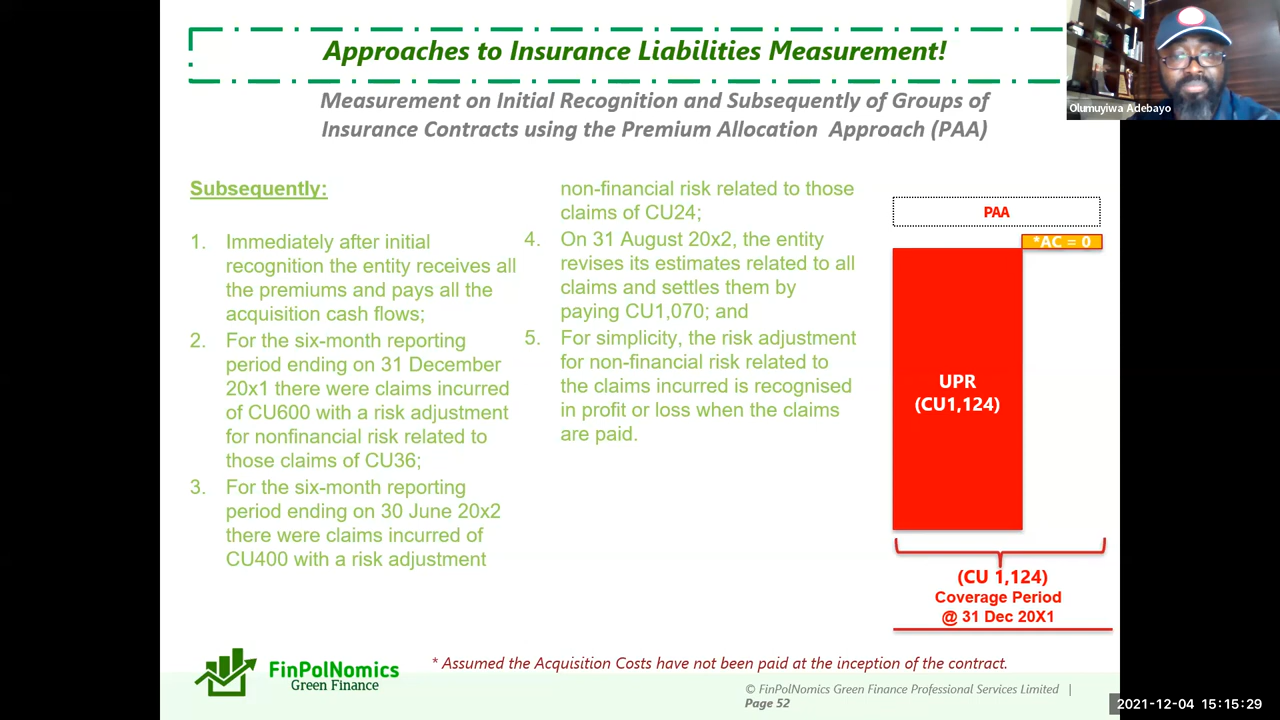 Approaches to Insurance Liabilities Measurement!
Olumuyiwa Adebayo
Measurement on Initial Recognition and Subsequently of Groups of
Insurance Contracts using the Premium Allocation Approach (PAA)
Subsequently:
1. Immediately after initial
recognition the entity receives all
the premiums and pays all the
acquisition cash flows;
2. For the six-month reporting
period ending on 31 December
20x1 there were claims incurred
of CU600 with a risk adjustment
for nonfinancial risk related to
those claims of CU36;
3. For the six-month reporting
period ending on 30 June 20x2
there were claims incurred of
CU400 with a risk adjustment
non-financial risk related to those
claims of CU24;
4. On 31 August 20x2, the entity
revises its estimates related to all
claims and settles them by
paying CU1,070; and
5. For simplicity, the risk adjustment
for non-financial risk related to
the claims incurred is recognised
in profit or loss when the claims
are paid.
PAA
*AC = 0
UPR
(CU1,124)
(CU 1,124)
Coverage Period
@ 31 Dec 20X1
FinPolNomics
Green Finance
* Assumed the Acquisition Costs have not been paid at the inception of the contract.
© FinPolNomics Green Finance Professional Services Limited |
Page 52
2021-12-04 15:15:29